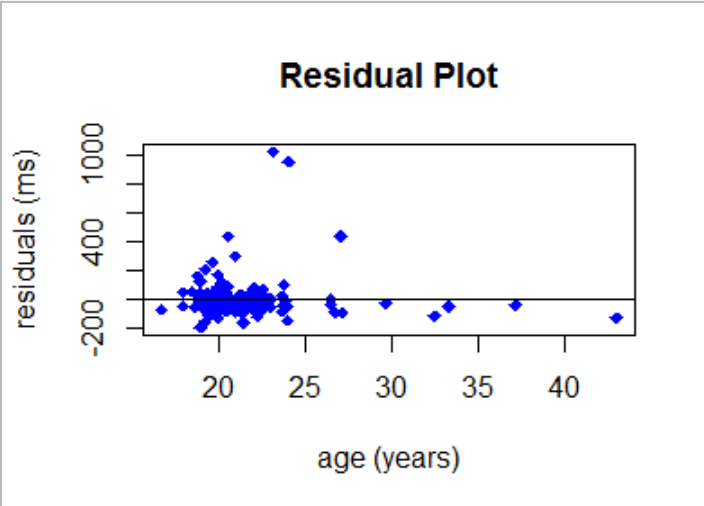 Residual Plot
residuals (ms)
1000
400
-200
20 25 30 35 40
age (years)